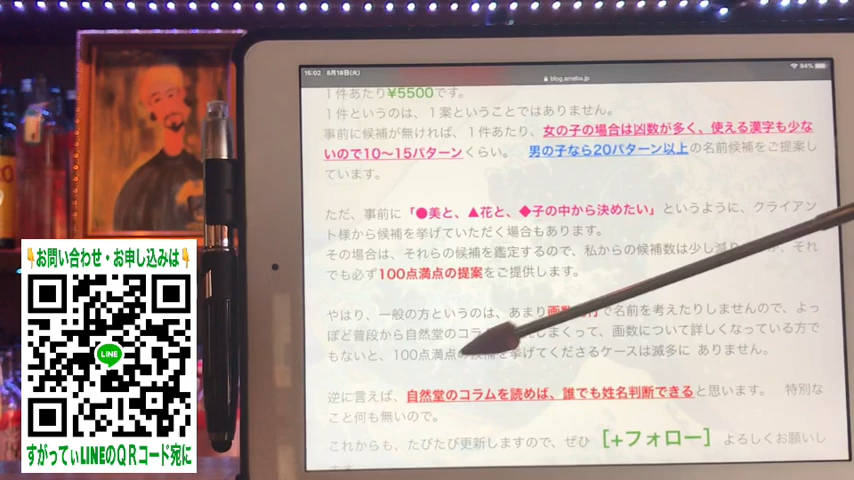 15:02 8月18日(火)
blog.ameba.jp
94%
1件あたり¥5500です。
1件というのは、1案ということではありません。
事前に候補が無ければ、1件あたり、女の子の場合は凶数が多く、使える漢字も少な
いので10〜15パターンくらい。 男の子なら20パターン以上の名前候補をご提案し
ています。
ただ、事前に「●美と、▲花と、◆子の中から決めたい」というように、クライアン
ト様から候補を挙げていただく場合もあります。
その場合は、それらの候補を鑑定するので、私からの候補数は少し減り それ
でも必ず100点満点の提案をご提供します。
やはり、一般の方というのは、あまり画数 で名前を考えたりしませんので、よっ
ぽど普段から自然堂のコラ しまくって、画数について詳しくなっている方で
もないと、100点満点の候補を挙げてくださるケースは滅多に ありません。
逆に言えば、自然堂のコラムを読めば、誰でも姓名判断できると思います。 特別な
こと何も無いので。
これからも、たびたび更新しますので、ぜひ [+フォロー] よろしくお願いし
👇お問い合わせ・お申し込みは👇
LINE
すがってぃLINEのQRコード宛に